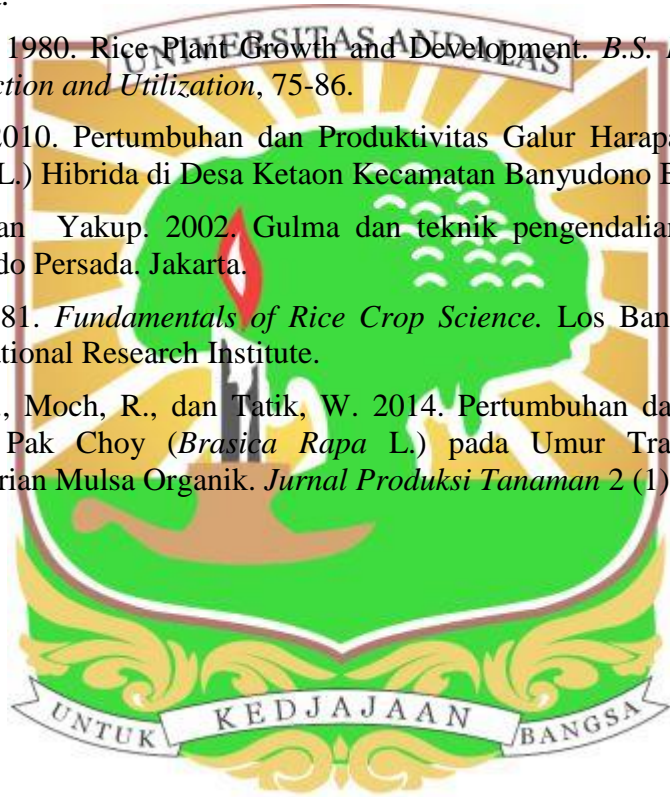 UNIVERSITAS ANDALAS
1980. Rice Plant Growth and Development. B.S.
ction and Utilization, 75-86.
2010. Pertumbuhan dan Produktivitas Galur Harapa
L.) Hibrida di Desa Ketaon Kecamatan Banyudono
an Yakup. 2002. Gulma dan teknik pengendalian
do Persada. Jakarta.
81. Fundamentals of Rice Crop Science. Los Ban
tional Research Institute.
., Moch, R., dan Tatik, W. 2014. Pertumbuhan da
Pak Choy (Brasica Rapa L.) pada Umur Tra
rian Mulsa Organik. Jurnal Produksi Tanaman 2 (1)
UNTUK KEDJAJAAN BANGSA